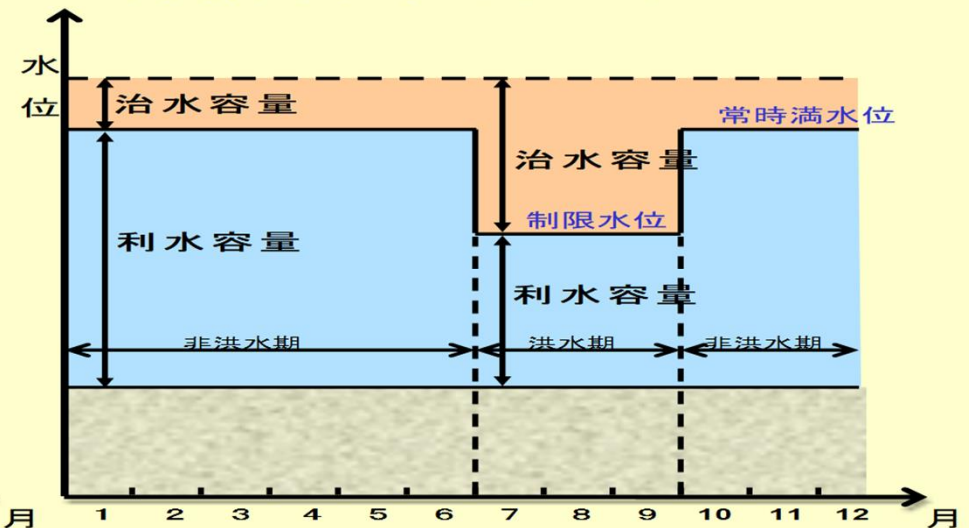 水位
治水容量
常時満水位
治水容量
制限水位
利水容量
利水容量
非洪水期
洪水期
非洪水期
月 1 2 3 4 5 6 7 8 9 10 11 12 月